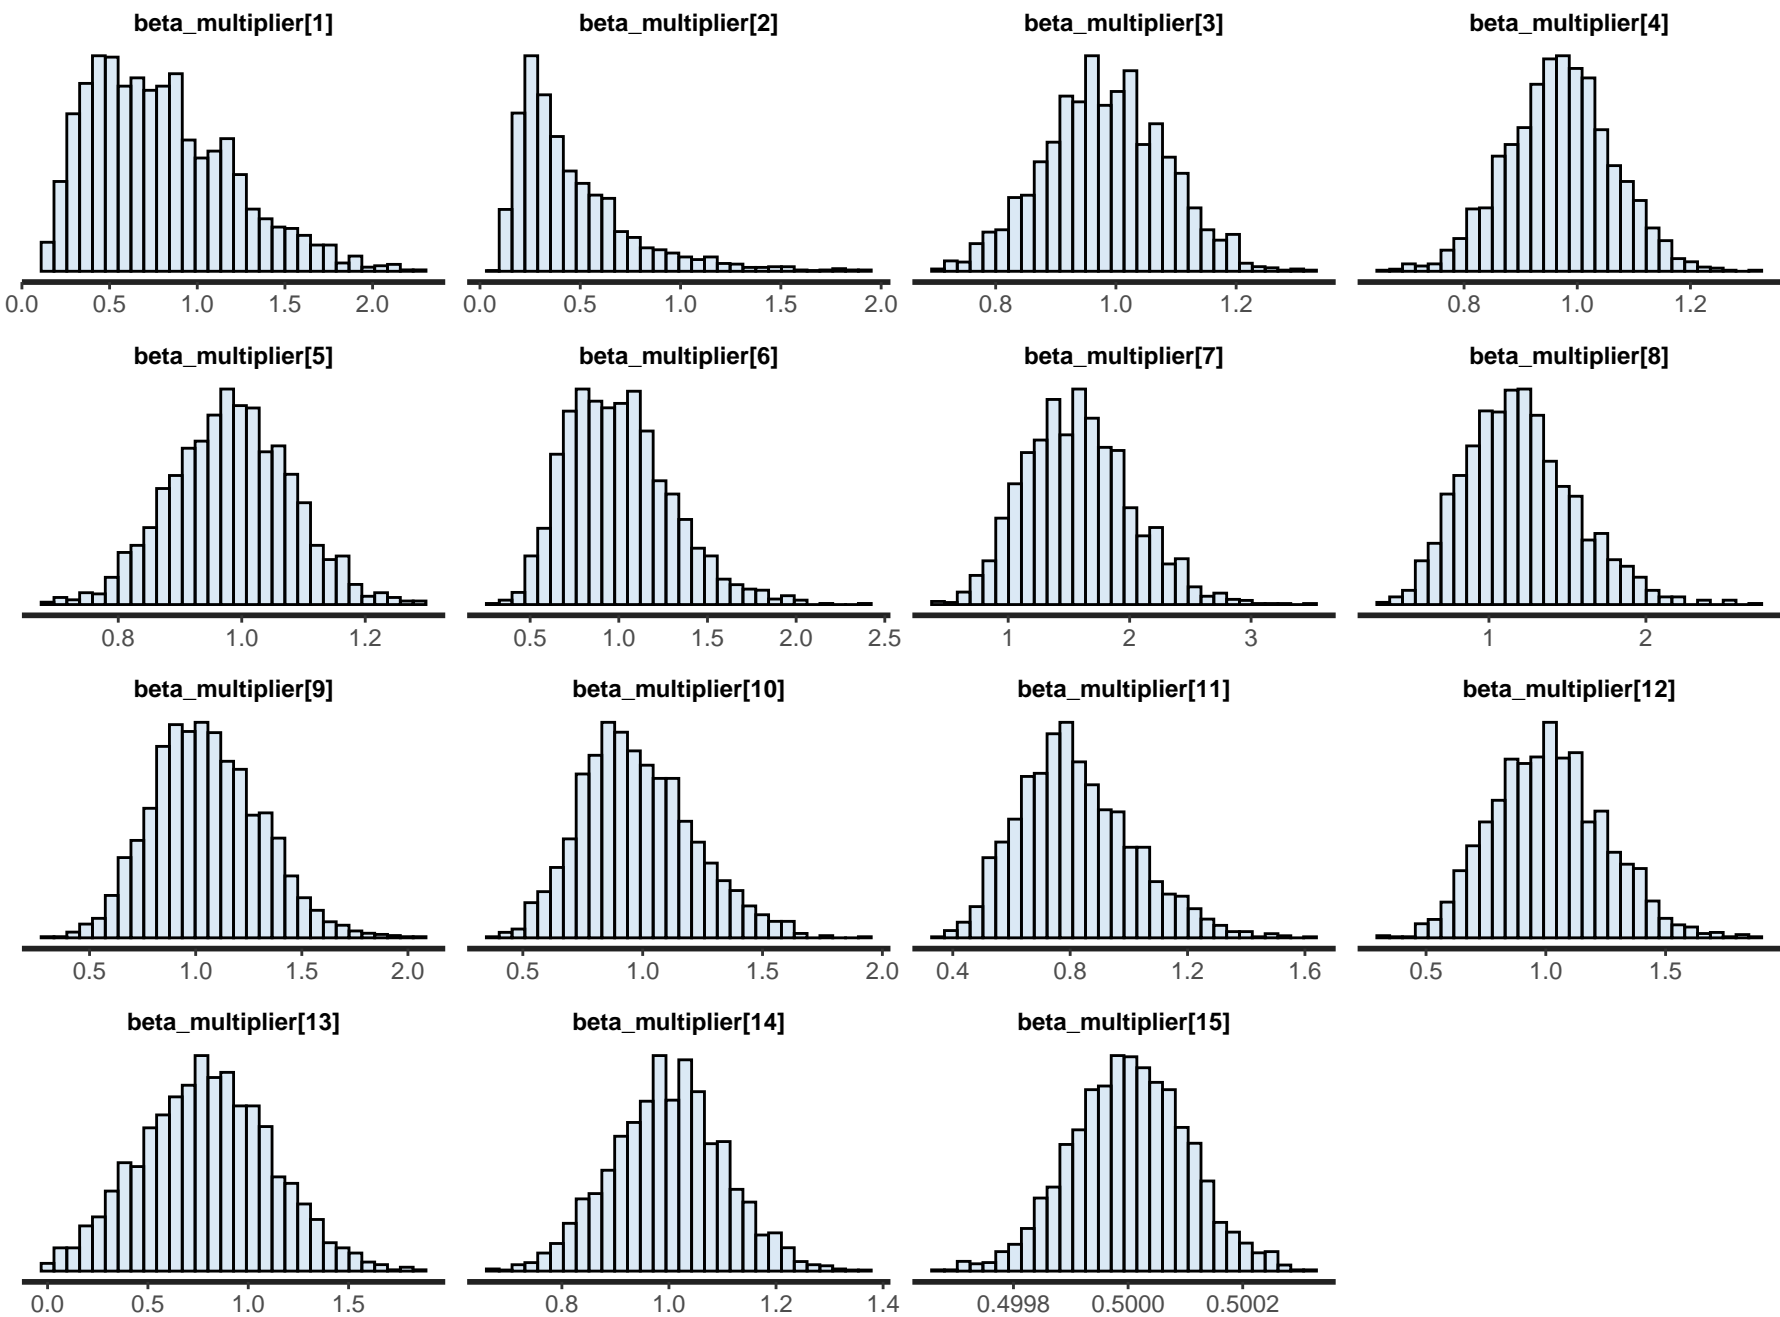 beta_multiplier[1] beta_multiplier[2] beta_multiplier[3] beta_multiplier[4]
0.0 0.5 1.0 1.5 2.0 0.0 0.5 1.0 1.5 2.0 0.8 1.0 1.2 0.8 1.0 1.2
beta_multiplier[5] beta_multiplier[6] beta_multiplier[7] beta_multiplier[8]
0.8 1.0 1.2 0.5 1.0 1.5 2.0 2.5 1 2 3 1 2
beta_multiplier[9] beta_multiplier[10] beta_multiplier[11] beta_multiplier[12]
0.5 1.0 1.5 2.0 0.5 1.0 1.5 2.0 0.4 0.8 1.2 1.6 0.5 1.0 1.5
beta_multiplier[13] beta_multiplier[14] beta_multiplier[15]
0.0 0.5 1.0 1.5 0.8 1.0 1.2 1.4 0.4998 0.5000 0.5002